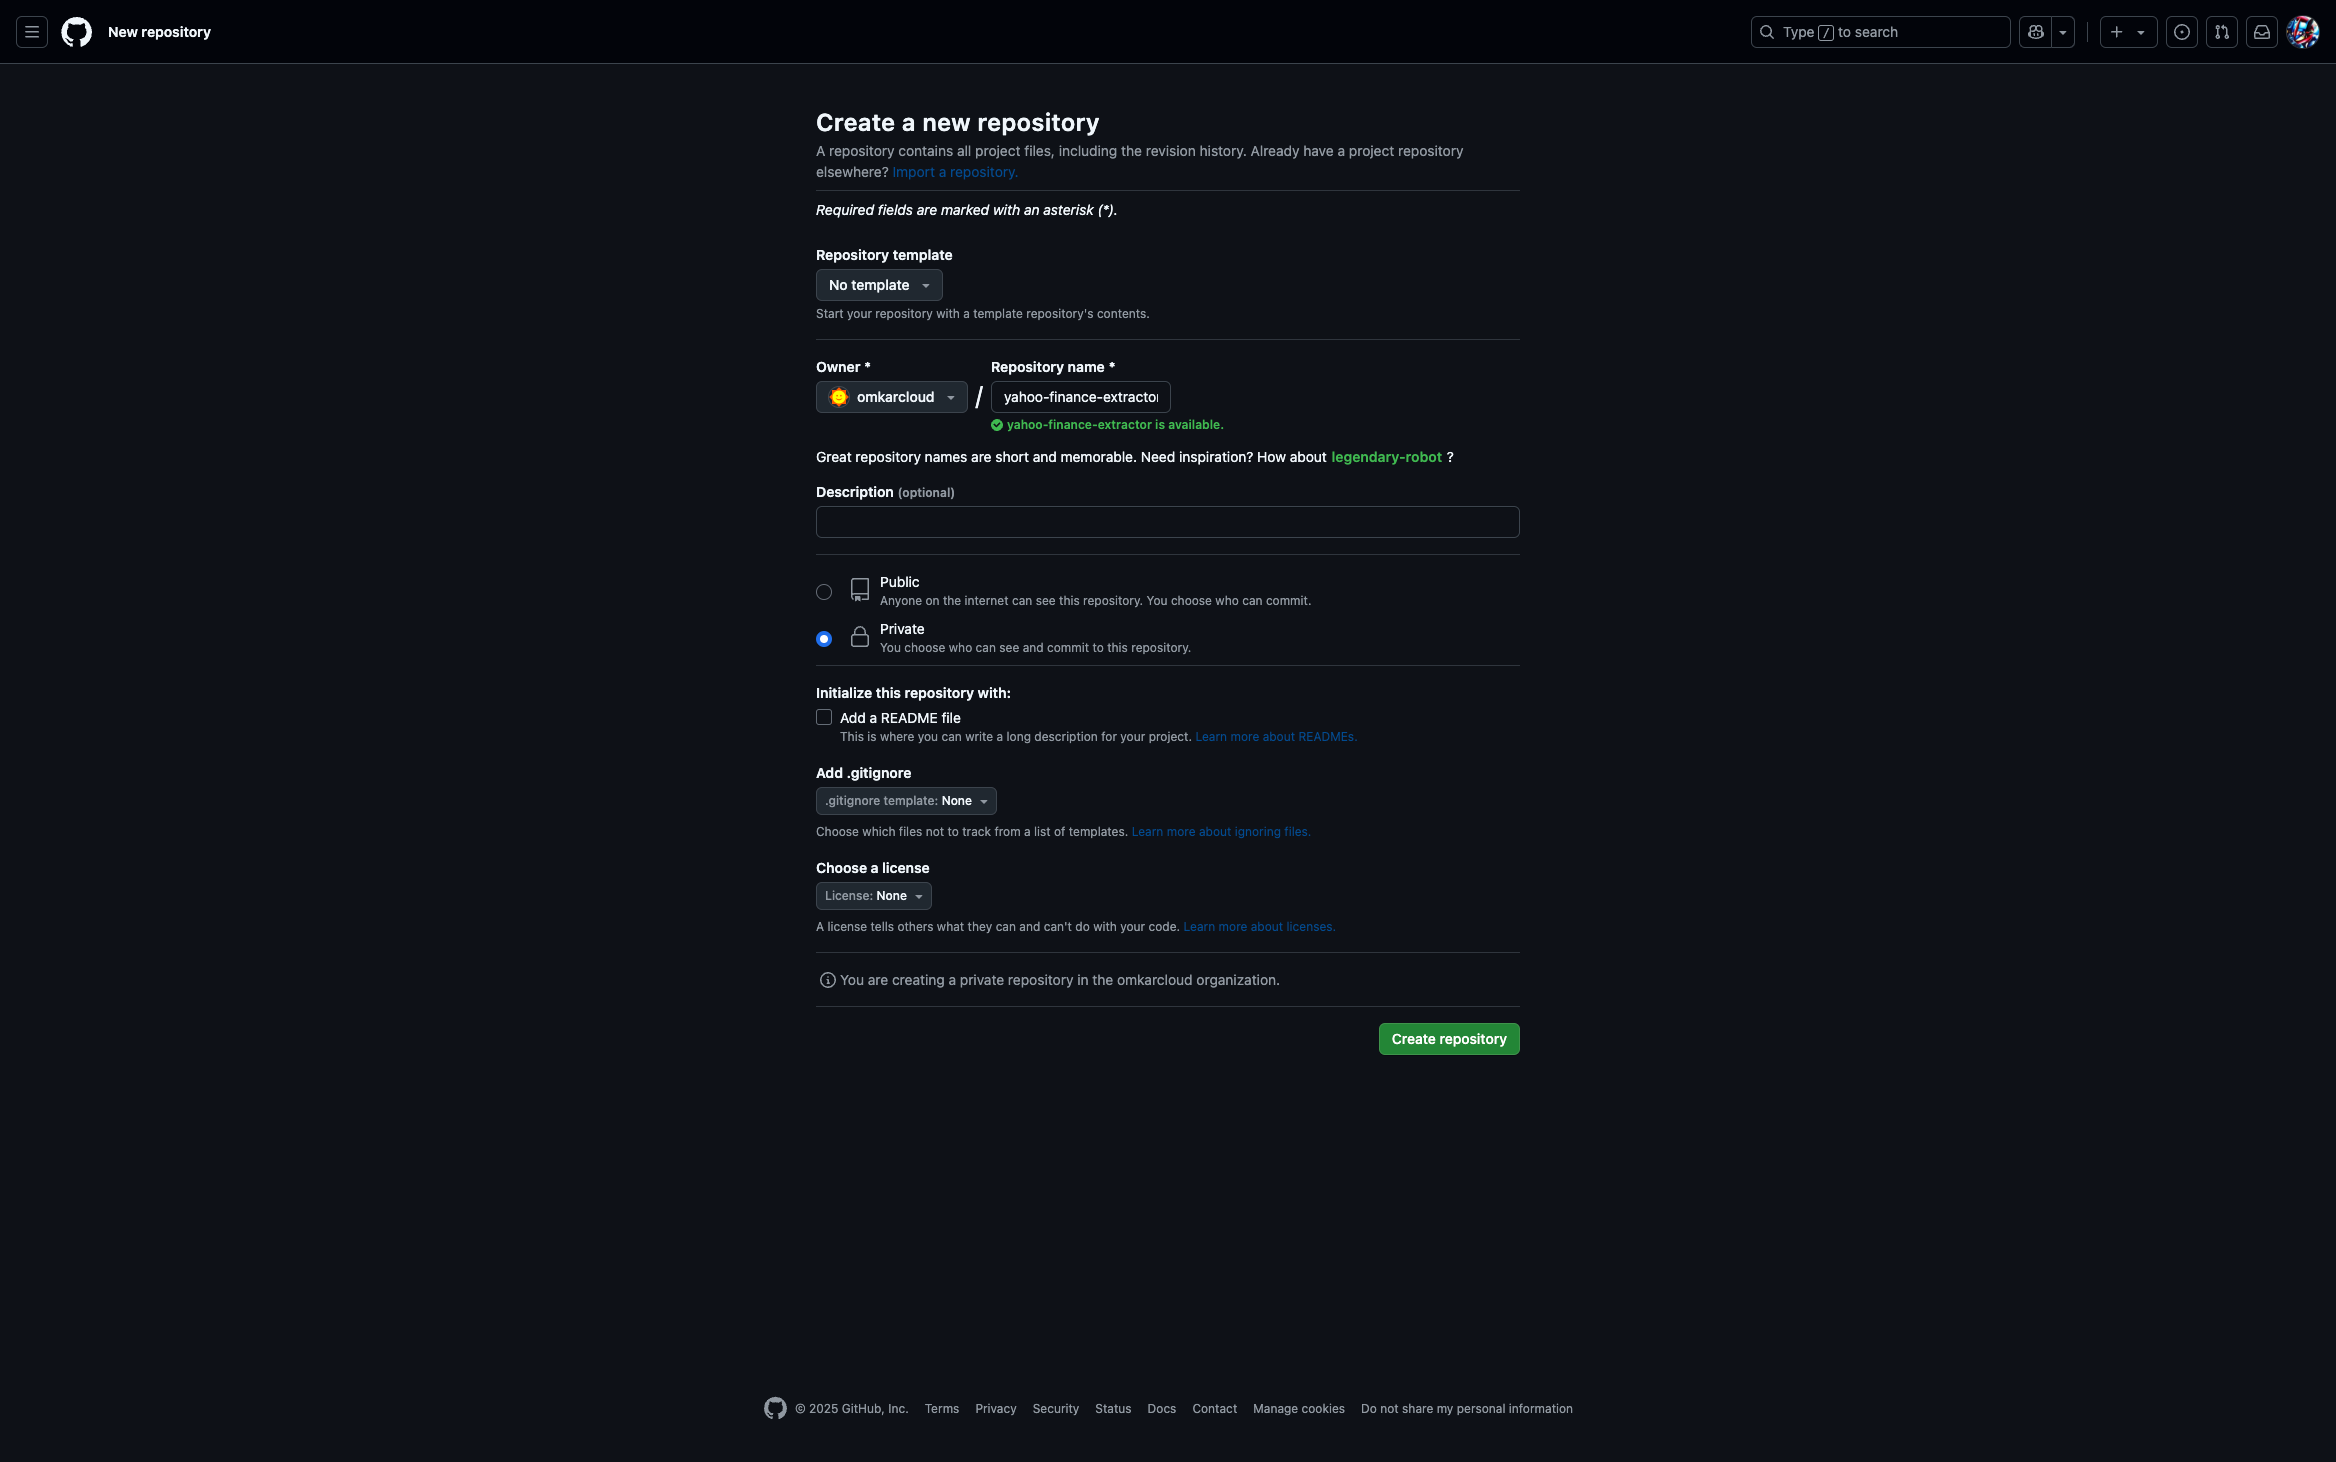 New repository
Type / to search
Create a new repository
A repository contains all project files, including the revision history. Already have a project repository
elsewhere? Import a repository.
Required fields are marked with an asterisk (*).
Repository template
No template
Start your repository with a template repository's contents.
Owner *
Repository name *
omkarcloud
/
yahoo-finance-extractor
yahoo-finance-extractor is available.
Great repository names are short and memorable. Need inspiration? How about legendary-robot ?
Description (optional)
Public
Anyone on the internet can see this repository. You choose who can commit.
Private
You choose who can see and commit to this repository.
Initialize this repository with:
Add a README file
This is where you can write a long description for your project. Learn more about READMEs.
Add .gitignore
.gitignore template: None
Choose which files not to track from a list of templates. Learn more about ignoring files.
Choose a license
License: None
A license tells others what they can and can't do with your code. Learn more about licenses.
You are creating a private repository in the omkarcloud organization.
Create repository
© 2025 GitHub, Inc. Terms Privacy Security Status Docs Contact Manage cookies Do not share my personal information